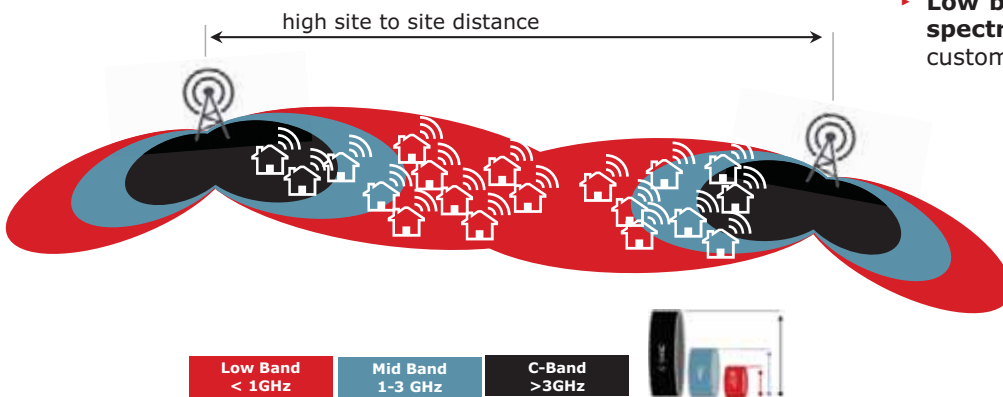 high site to site distance
Low b
spectr
custom
Low Band
< 1GHz
Mid Band
1-3 GHz
C-Band
>3GHz